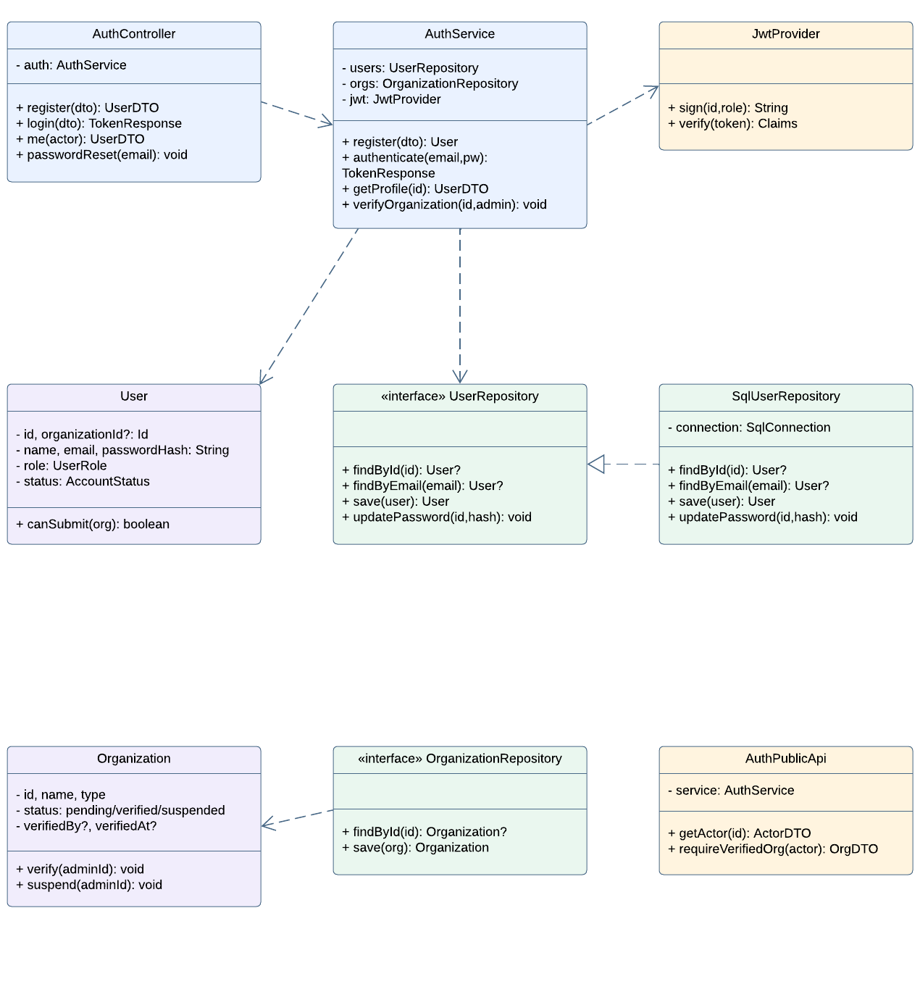 AuthController
- auth: AuthService
+ register(dto): UserDTO
+ login(dto): TokenResponse
+ me(actor): UserDTO
+ passwordReset(email): void
AuthService
- users: UserRepository
- orgs: OrganizationRepository
- jwt: JwtProvider
+ register(dto): User
+ authenticate(email,pw):
TokenResponse
+ getProfile(id): UserDTO
+ verifyOrganization(id,admin): void
JwtProvider
+ sign(id,role): String
+ verify(token): Claims
User
- id, organizationId?: Id
- name, email, passwordHash: String
- role: UserRole
- status: AccountStatus
+ canSubmit(org): boolean
«interface» UserRepository
+ findById(id): User?
+ findByEmail(email): User?
+ save(user): User
+ updatePassword(id,hash): void
SqlUserRepository
- connection: SqlConnection
+ findById(id): User?
+ findByEmail(email): User?
+ save(user): User
+ updatePassword(id,hash): void
Organization
- id, name, type
- status: pending/verified/suspended
- verifiedBy?, verifiedAt?
+ verify(adminId): void
+ suspend(adminId): void
«interface» OrganizationRepository
+ findById(id): Organization?
+ save(org): Organization
AuthPublicApi
- service: AuthService
+ getActor(id): ActorDTO
+ requireVerifiedOrg(actor): OrgDTO